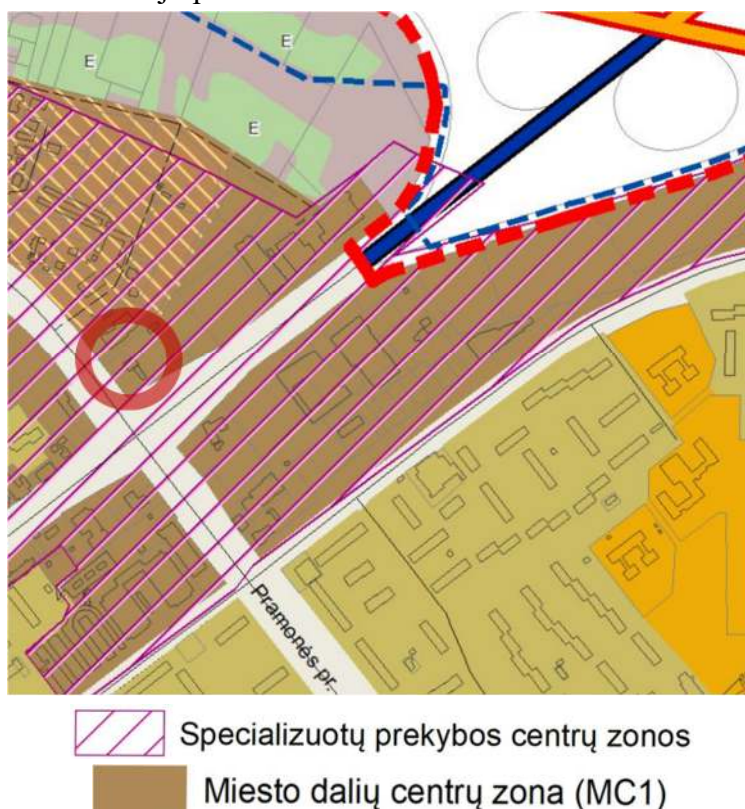 E
E
E
Pramonės pr.
Specializuotų prekybos centrų zonos
Miesto dalių centrų zona (MC1)